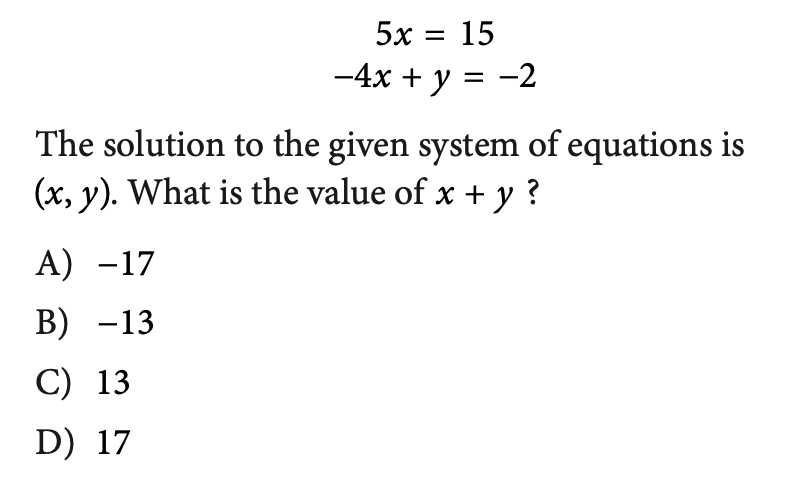 5x = 15
−4x + y = −2
The solution to the given system of equations is
(x, y). What is the value of x + y ?
A) −17
B) −13
C) 13
D) 17